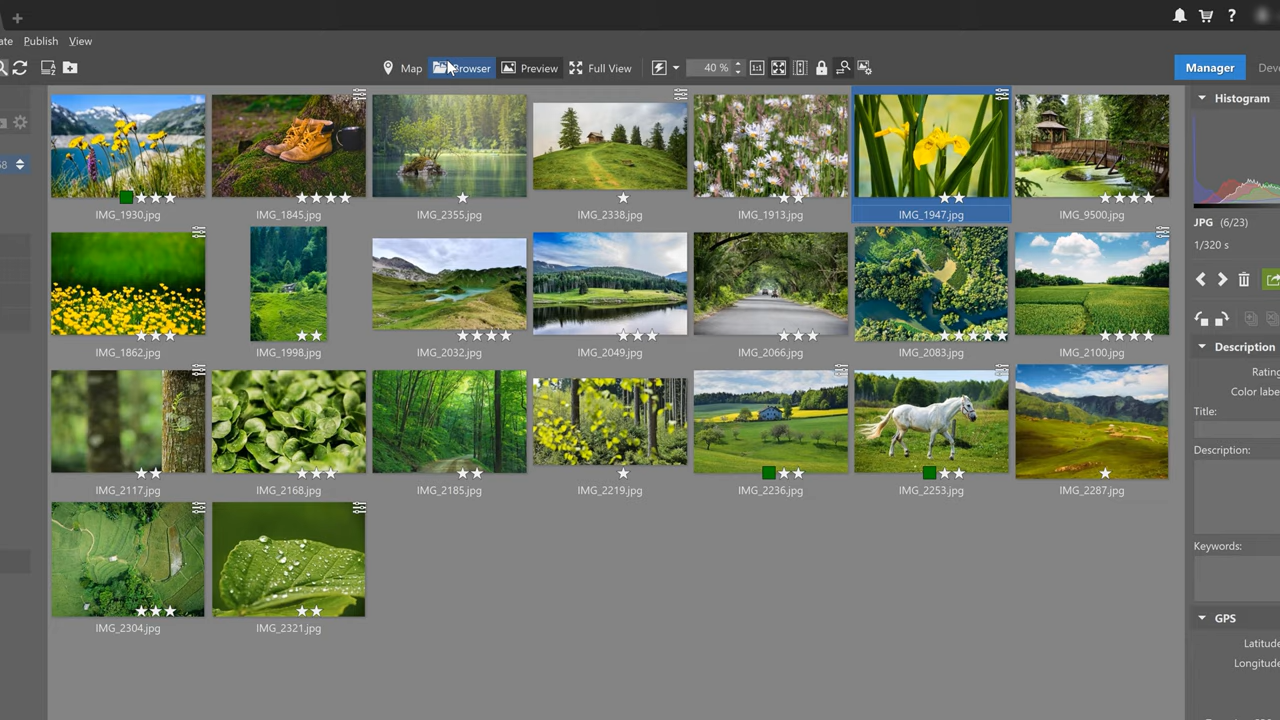 ate Publish View
Map Browser Preview Full View 40 % 1:1 Manager Deve
Histogram
IMG_1930.jpg IMG_1845.jpg IMG_2355.jpg IMG_2338.jpg IMG_1913.jpg IMG_1947.jpg IMG_9500.jpg
JPG (6/23)
1/320 s
IMG_1862.jpg IMG_1998.jpg IMG_2032.jpg IMG_2049.jpg IMG_2066.jpg IMG_2083.jpg IMG_2100.jpg
Description
Rating
Color labe
Title:
Description:
IMG_2117.jpg IMG_2168.jpg IMG_2185.jpg IMG_2219.jpg IMG_2236.jpg IMG_2253.jpg IMG_2287.jpg
Keywords:
GPS
IMG_2304.jpg IMG_2321.jpg
Latitude
Longitude